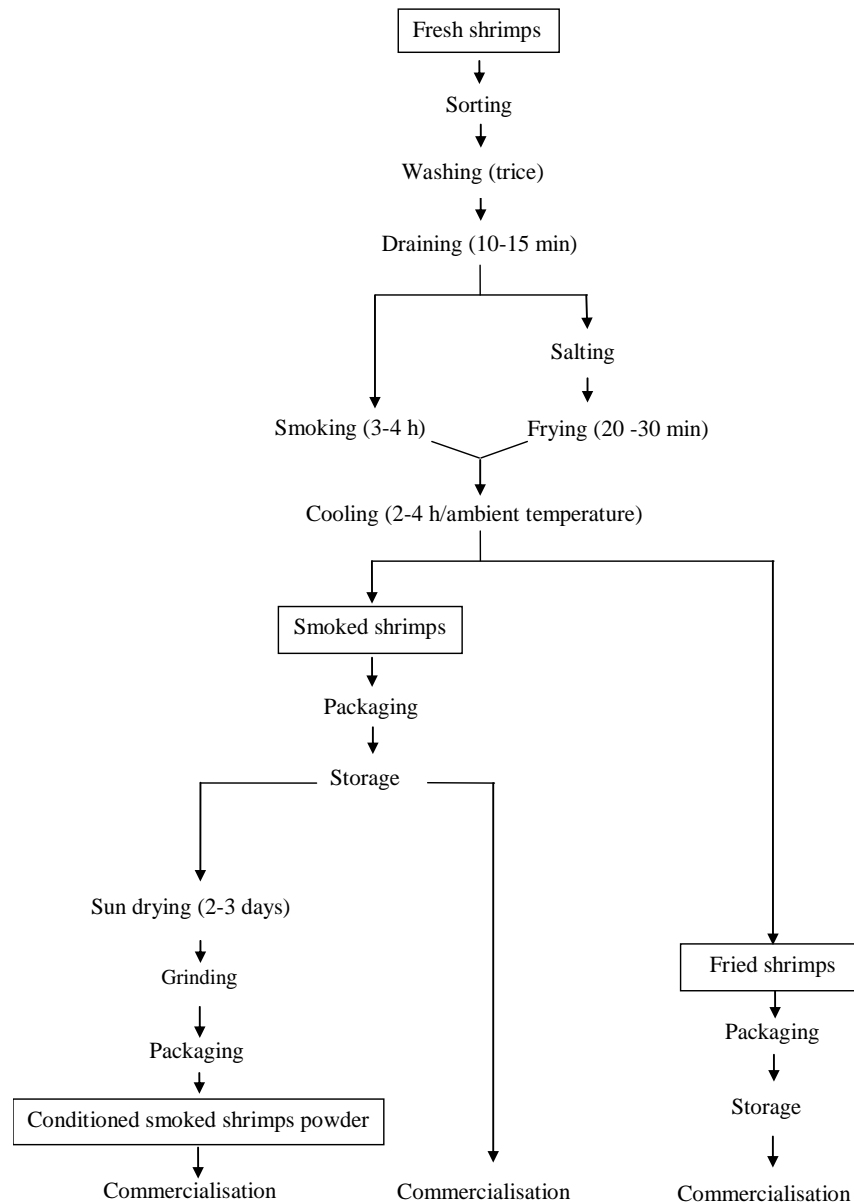 Fresh shrimps
Sorting
Washing (trice)
Draining (10-15 min)
Salting
Smoking (3-4 h)
Frying (20 -30 min)
Cooling (2-4 h/ambient temperature)
Smoked shrimps
Packaging
Storage
Sun drying (2-3 days)
Grinding
Packaging
Conditioned smoked shrimps powder
Commercialisation
Commercialisation
Fried shrimps
Packaging
Storage
Commercialisation